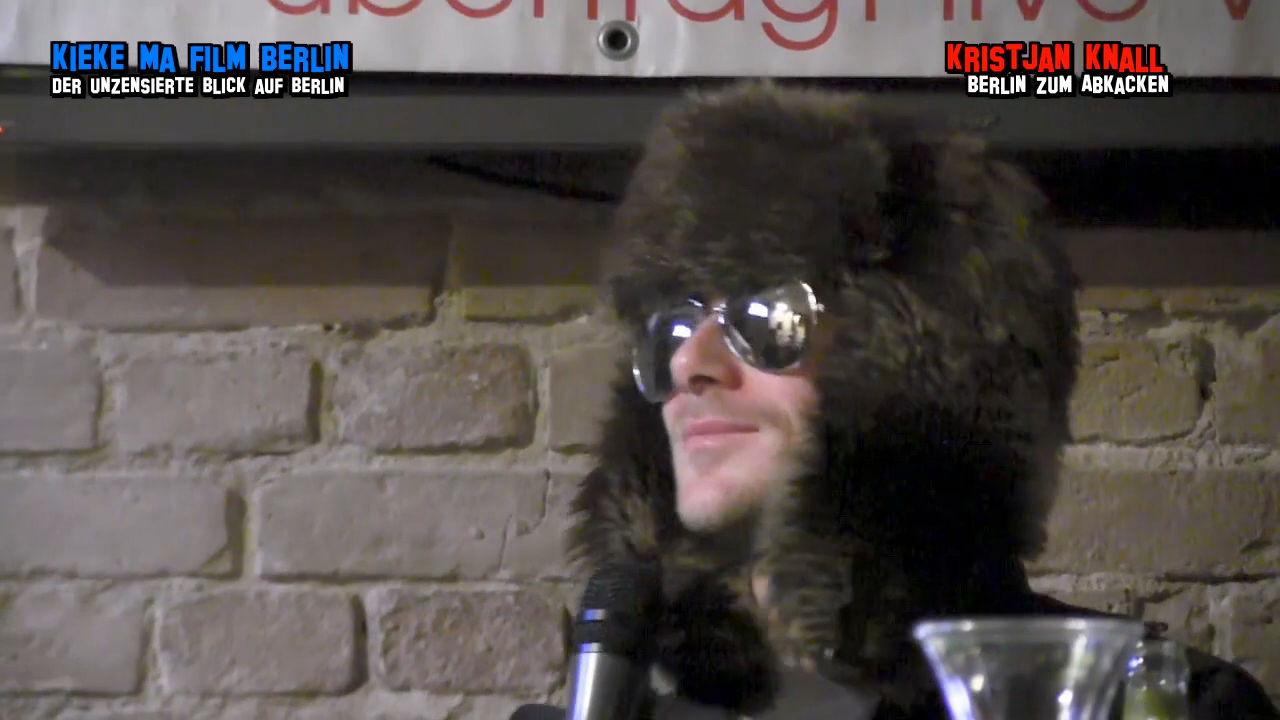 KIEKE MA FILM BERLIN
DER UNZENSIERTE BLICK AUF BERLIN
KRISTJAN KNALL
BERLIN ZUM ABKACKEN